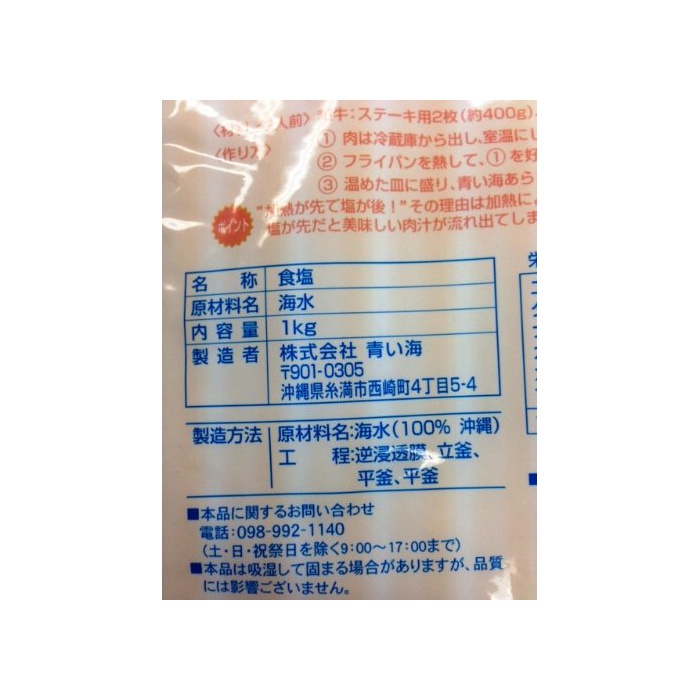 牛:ステーキ用2枚(約400g)、
① 肉は冷蔵庫から出し、室温にし
〈作り方〉
② フライパンを熱して、①を好
③ 温めた皿に盛り、青い海あら
ポイント
"加熱が先で塩が後!"その理由は加熱によ
塩が先だと美味しい肉汁が流れ出てしま
名 称 食塩
原材料名 海水
内容量 1kg
製造者 株式会社 青い海
〒901-0305
沖縄県糸満市西崎町4丁目5-4
製造方法 原材料名:海水(100% 沖縄)
工 程:逆浸透膜、立釜、
平釜、平釜
■本品に関するお問い合わせ
電話:098-992-1140
(土・日・祝祭日を除く9:00~17:00まで)
■本品は吸湿して固まる場合がありますが、品質
には影響ございません。